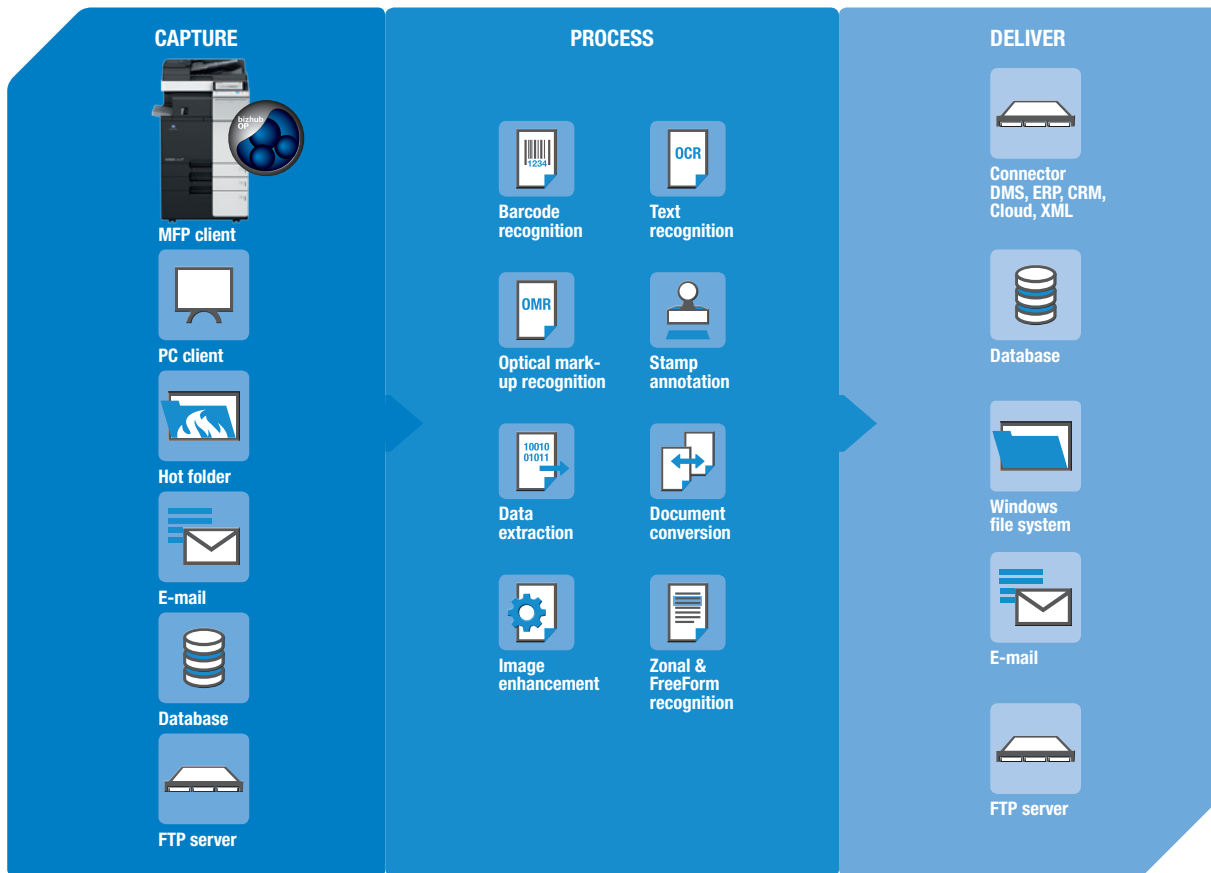 CAPTURE
bizhub
OP
MFP client
PC client
Hot folder
E-mail
Database
FTP server
PROCESS
1234
Barcode
recognition
OCR
Text
recognition
OMR
Optical mark-
up recognition
Stamp
annotation
10010
01011
Data
extraction
Document
conversion
Image
enhancement
Zonal &
FreeForm
recognition
DELIVER
Connector
DMS, ERP, CRM,
Cloud, XML
Database
Windows
file system
E-mail
FTP server